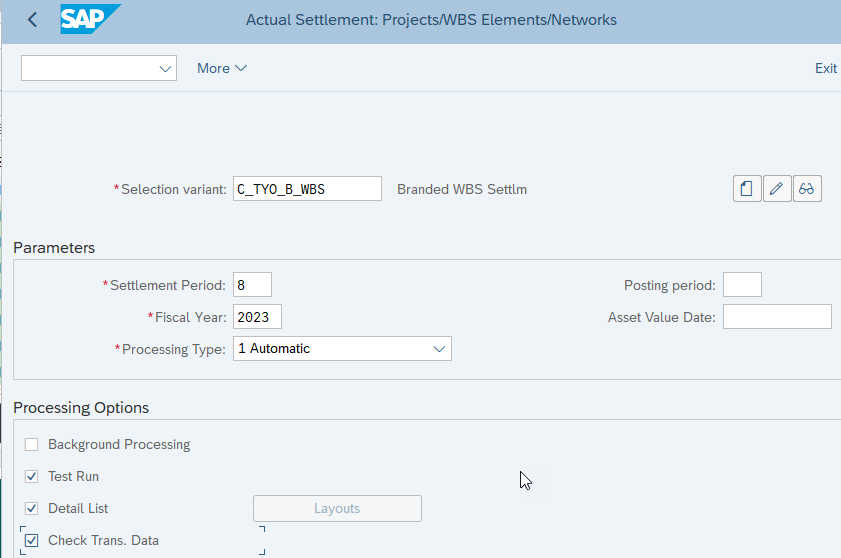 SAP Actual Settlement: Projects/WBS Elements/Networks
More Exit
*Selection variant: C_TYO_B_WBS Branded WBS Settlm
Parameters
*Settlement Period: 8 Posting period:
*Fiscal Year: 2023 Asset Value Date:
*Processing Type: 1 Automatic
Processing Options
Background Processing
Test Run
Detail List Layouts
Check Trans. Data